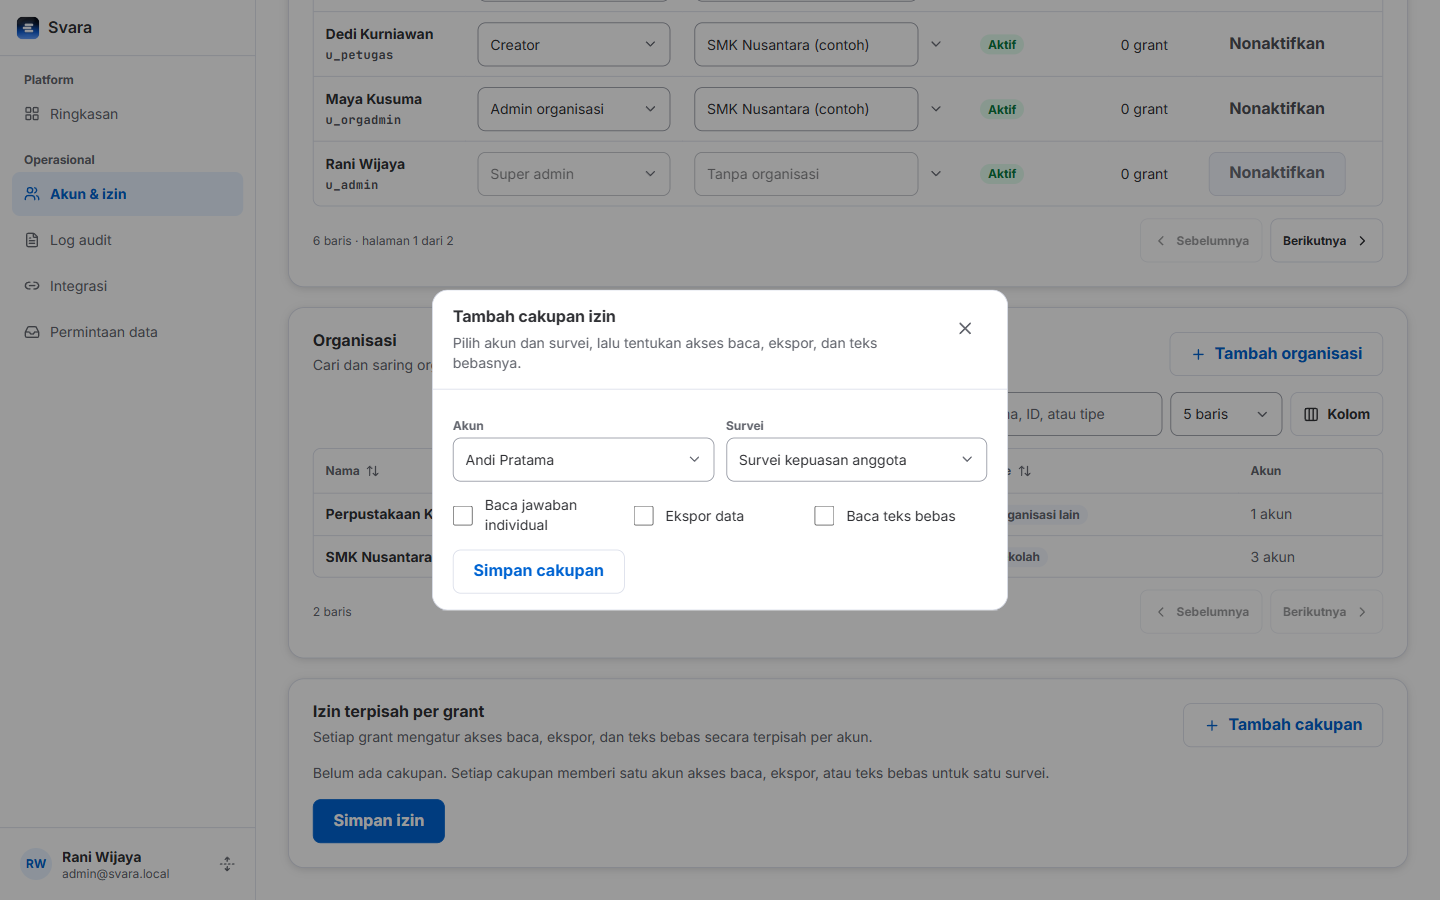 Svara
Platform
Ringkasan
Operasional
Akun & izin
Log audit
Integrasi
Permintaan data
RW
Rani Wijaya
admin@svara.local
Dedi Kurniawan
u_petugas
Creator
SMK Nusantara (contoh)
Aktif
0 grant
Nonaktifkan
Maya Kusuma
u_orgadmin
Admin organisasi
SMK Nusantara (contoh)
Aktif
0 grant
Nonaktifkan
Rani Wijaya
u_admin
Super admin
Tanpa organisasi
Aktif
0 grant
Nonaktifkan
6 baris · halaman 1 dari 2
Sebelumnya
Berikutnya
Organisasi
Cari dan saring
Tambah organisasi
ID, atau tipe
5 baris
Kolom
Nama
Akun
Perpustakaan
1 akun
SMK Nusantara
3 akun
2 baris
Sebelumnya
Berikutnya
Tambah cakupan izin
Pilih akun dan survei, lalu tentukan akses baca, ekspor, dan teks
bebasnya.
Akun
Survei
Andi Pratama
Survei kepuasan anggota
Baca jawaban
individual
Ekspor data
Baca teks bebas
Simpan cakupan
Izin terpisah per grant
Setiap grant mengatur akses baca, ekspor, dan teks bebas secara terpisah per akun.
Tambah cakupan
Belum ada cakupan. Setiap cakupan memberi satu akun akses baca, ekspor, atau teks bebas untuk satu survei.
Simpan izin